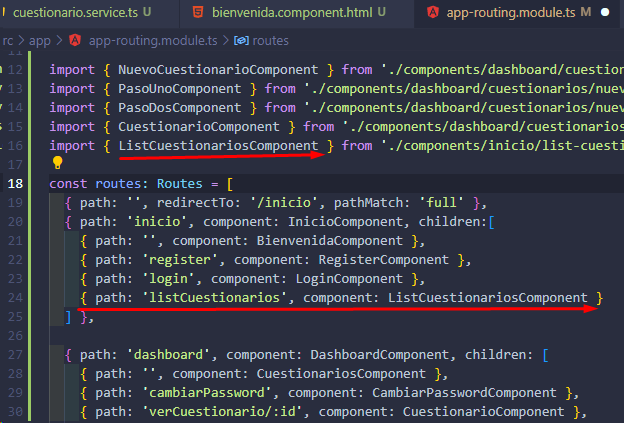 cuestionario.service.ts U bienvenida.component.html U app-routing.module.ts M
rc > app > app-routing.module.ts > routes
11
12 import { NuevoCuestionarioComponent } from './components/dashboard/cuestion
13 import { PasoUnoComponent } from './components/dashboard/cuestionarios/nuev
14 import { PasoDosComponent } from './components/dashboard/cuestionarios/nuev
15 import { CuestionarioComponent } from './components/dashboard/cuestionarios
16 import { ListCuestionariosComponent } from './components/inicio/list-cuesti
17
18 const routes: Routes = [
19 { path: '', redirectTo: '/inicio', pathMatch: 'full' },
20 { path: 'inicio', component: InicioComponent, children:[
21 { path: '', component: BienvenidaComponent },
22 { path: 'register', component: RegisterComponent },
23 { path: 'login', component: LoginComponent },
24 { path: 'listCuestionarios', component: ListCuestionariosComponent }
25 ] },
26
27 { path: 'dashboard', component: DashboardComponent, children: [
28 { path: '', component: CuestionariosComponent },
29 { path: 'cambiarPassword', component: CambiarPasswordComponent },
30 { path: 'verCuestionario/:id', component: CuestionarioComponent },